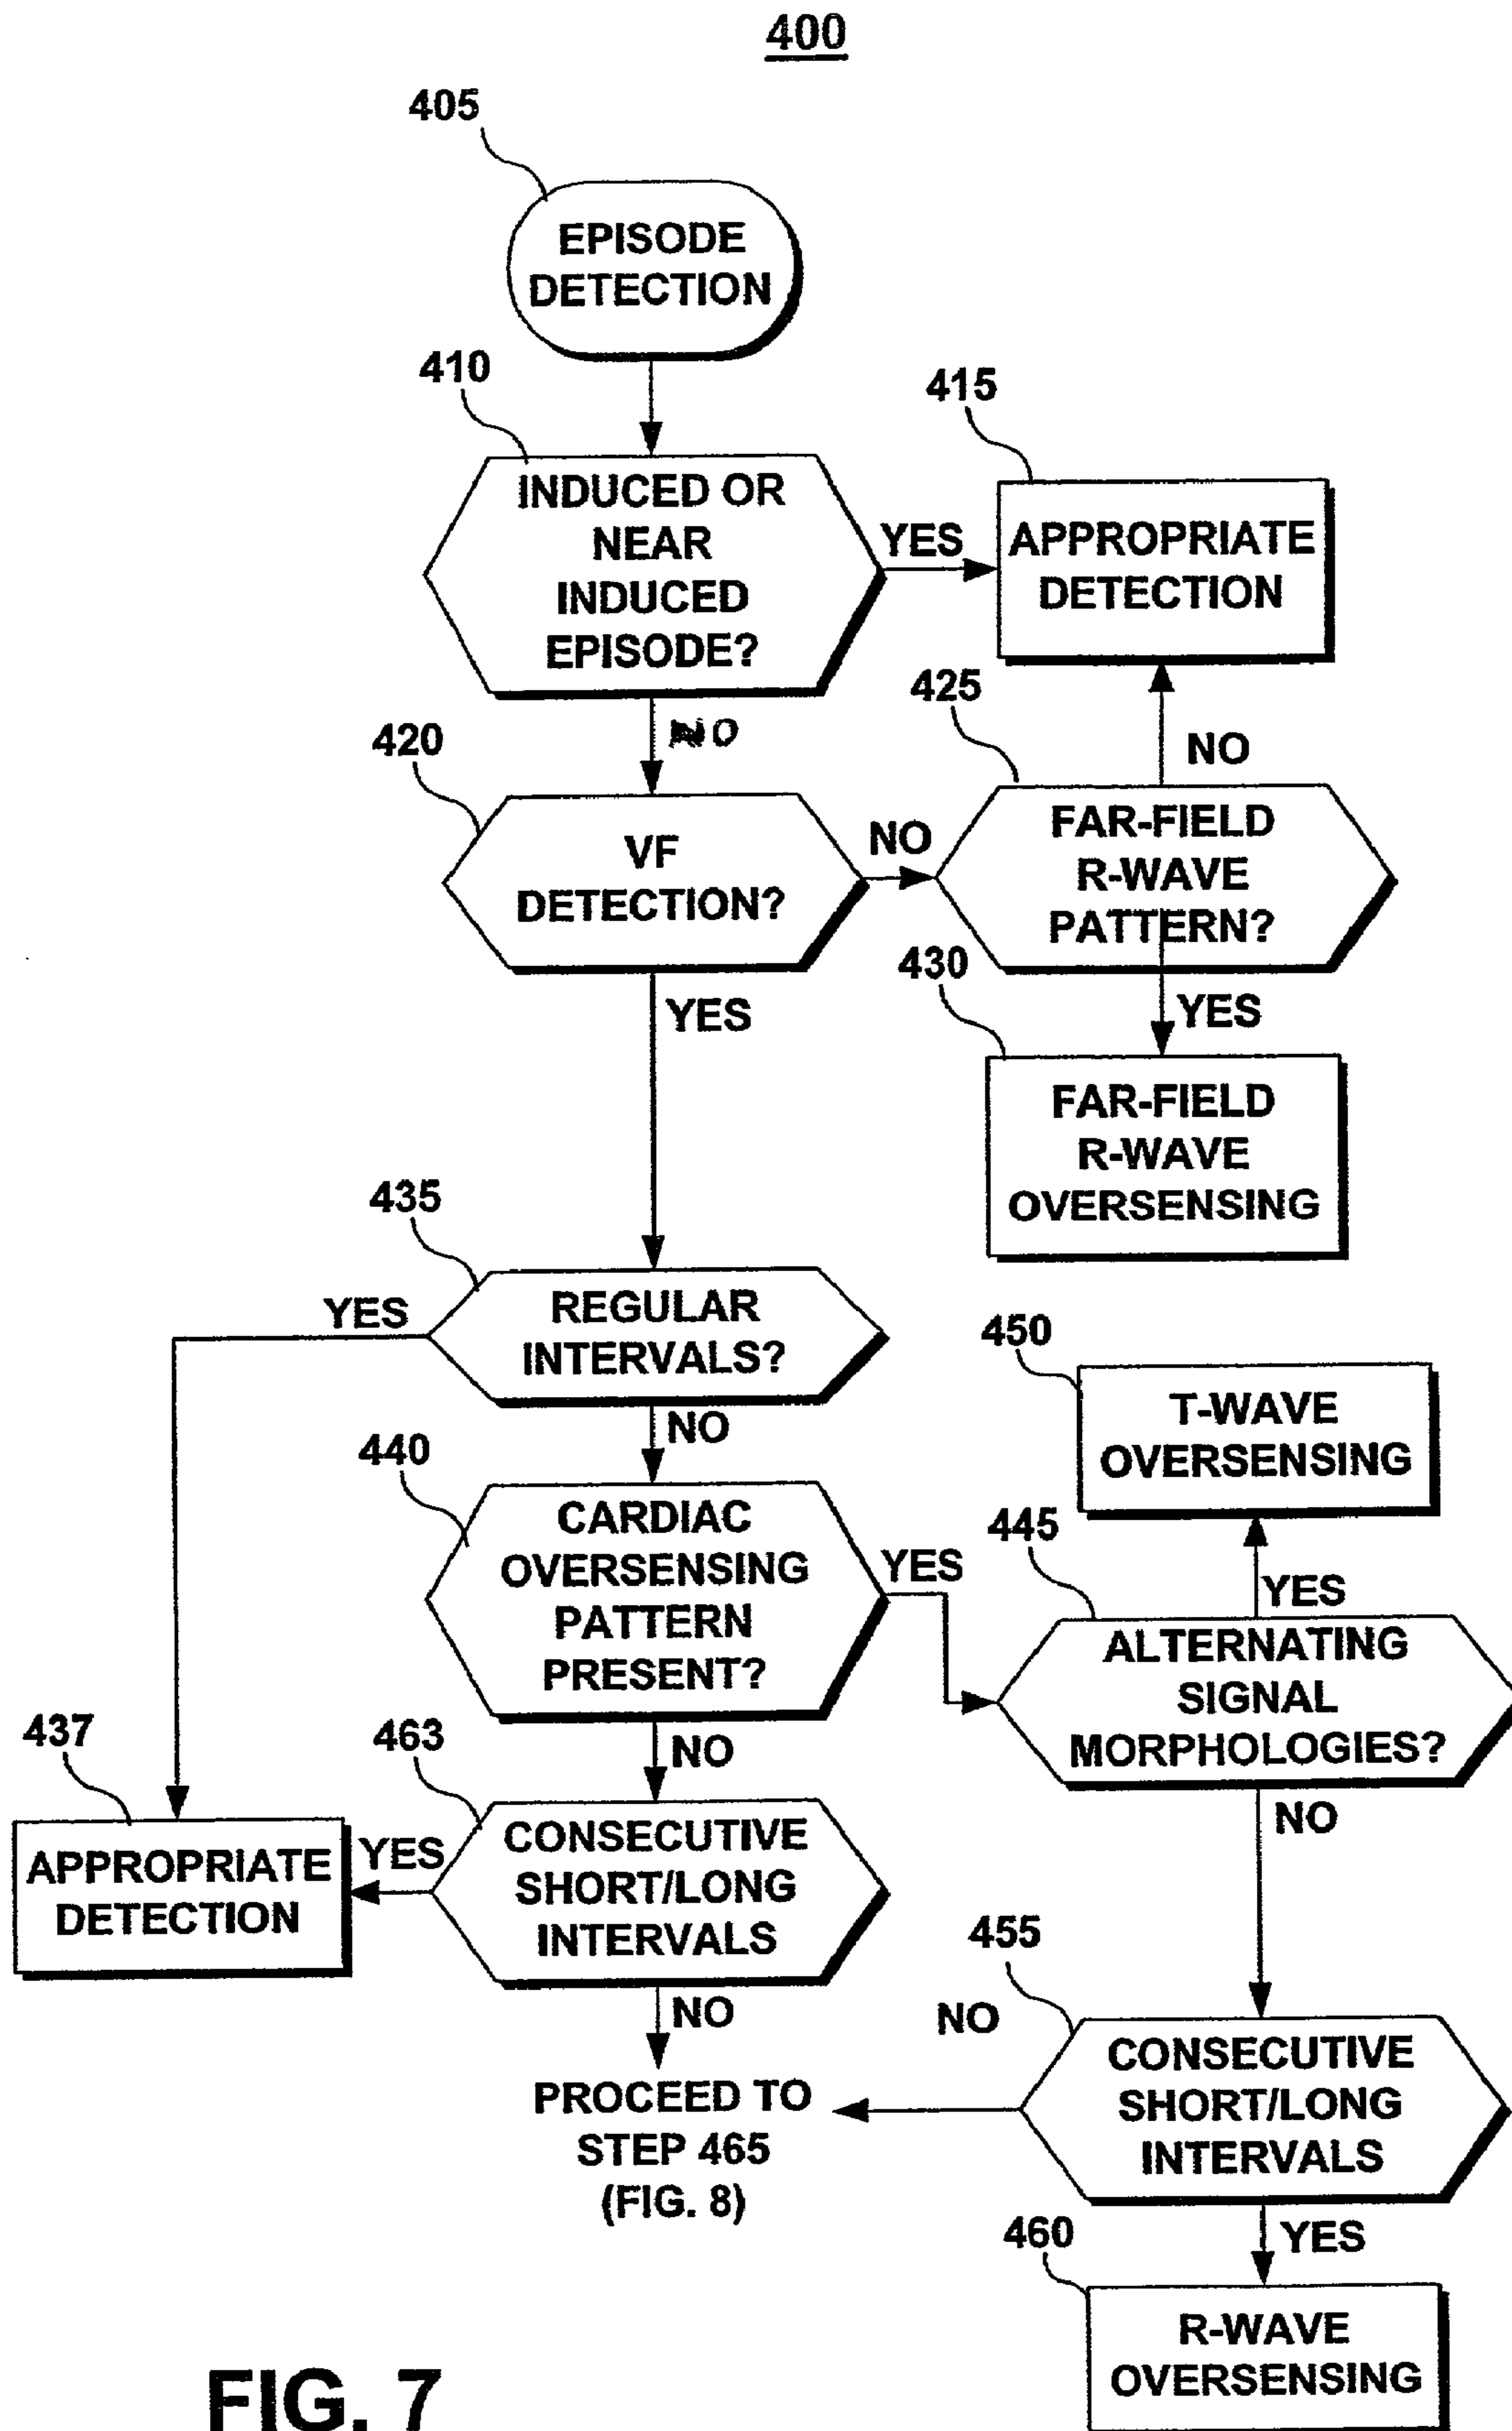 400
405
EPISODE
DETECTION
410
INDUCED OR
NEAR
INDUCED
EPISODE?
YES
415
APPROPRIATE
DETECTION
NO
420
VF
DETECTION?
NO
425
NO
FAR-FIELD
R-WAVE
PATTERN?
YES
430
FAR-FIELD
R-WAVE
OVERSENSING
YES
435
YES
REGULAR
INTERVALS?
NO
440
CARDIAC
OVERSENSING
PATTERN
PRESENT?
YES
450
T-WAVE
OVERSENSING
445
YES
ALTERNATING
SIGNAL
MORPHOLOGIES?
NO
NO
463
CONSECUTIVE
SHORT/LONG
INTERVALS
YES
437
APPROPRIATE
DETECTION
NO
PROCEED TO
STEP 465
(FIG. 8)
455
NO
CONSECUTIVE
SHORT/LONG
INTERVALS
YES
460
R-WAVE
OVERSENSING
FIG. 7